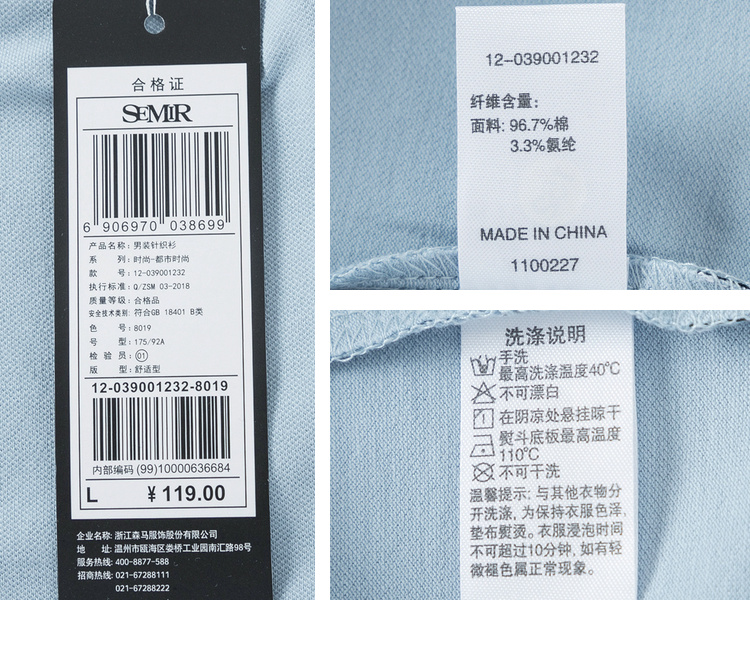 合格证
SEMIR
6 906970 038699
产品名称: 男装针织衫
系 列: 时尚-都市时尚
款 号: 12-039001232
执行标准: Q/ZSM 03-2018
质量等级: 合格品
安全技术类别: 符合GB 18401 B类
色 号: 8019
号 型: 175/92A
检 验 员: 01
版 型: 舒适型
12-039001232-8019
内部编码 (99)10000636684
L ¥119.00
企业名称: 浙江森马服饰股份有限公司
地 址: 温州市瓯海区娄桥工业园南汇路98号
服务热线: 400-8877-588
招商热线: 021-67288111
021-67288222
12-039001232
纤维含量:
面料: 96.7%棉
3.3%氨纶
MADE IN CHINA
1100227
洗涤说明
手洗
最高洗涤温度40℃
不可漂白
在阴凉处悬挂晾干
熨斗底板最高温度
110℃
不可干洗
温馨提示: 与其他衣物分
开洗涤, 为保持衣服色泽,
垫布熨烫。衣服浸泡时间
不可超过10分钟, 如有轻
微褪色属正常现象。